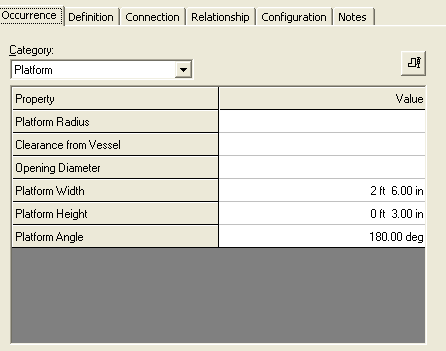 Occurrence Definition Connection Relationship Configuration Notes
Category:
Platform
Property Value
Platform Radius
Clearance from Vessel
Opening Diameter
Platform Width 2 ft 6.00 in
Platform Height 0 ft 3.00 in
Platform Angle 180.00 deg